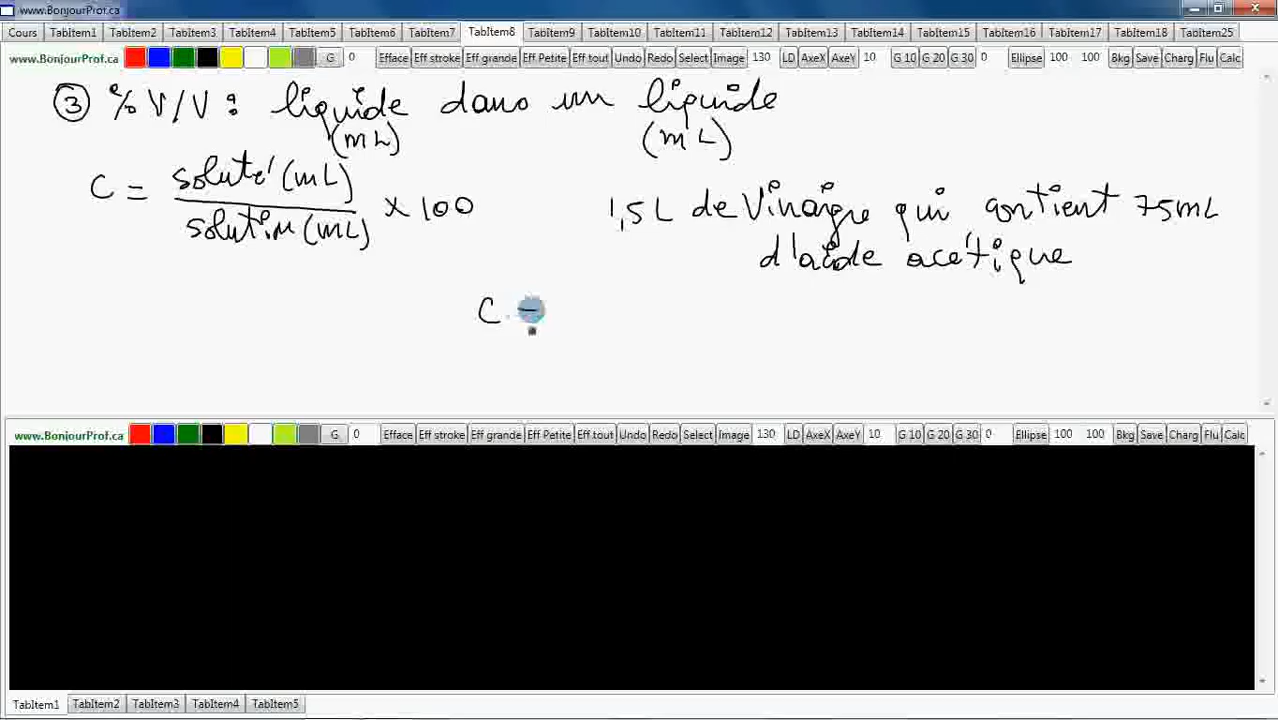 www.BonjourProf.ca
Cours TabItem1 TabItem2 TabItem3 TabItem4 TabItem5 TabItem6 TabItem7 TabItem8 TabItem9 TabItem10 TabItem11 TabItem12 TabItem13 TabItem14 TabItem15 TabItem16 TabItem17 TabItem18 TabItem25
www.BonjourProf.ca G 0 Efface Eff stroke Eff grande Eff Petite Eff tout Undo Redo Select Image 130 LD AxeX AxeY 10 G 10 G 20 G 30 0 Ellipse 100 100 Bkg Save Charg Flu Calc
③ % V/V : liquide dans un liquide
(mL) (mL)
C = soluté (mL) / solution (mL) × 100
1,5 L de Vinaigre qui contient 75 mL
d'acide acétique
C =
www.BonjourProf.ca G 0 Efface Eff stroke Eff grande Eff Petite Eff tout Undo Redo Select Image 130 LD AxeX AxeY 10 G 10 G 20 G 30 0 Ellipse 100 100 Bkg Save Charg Flu Calc
TabItem1 TabItem2 TabItem3 TabItem4 TabItem5